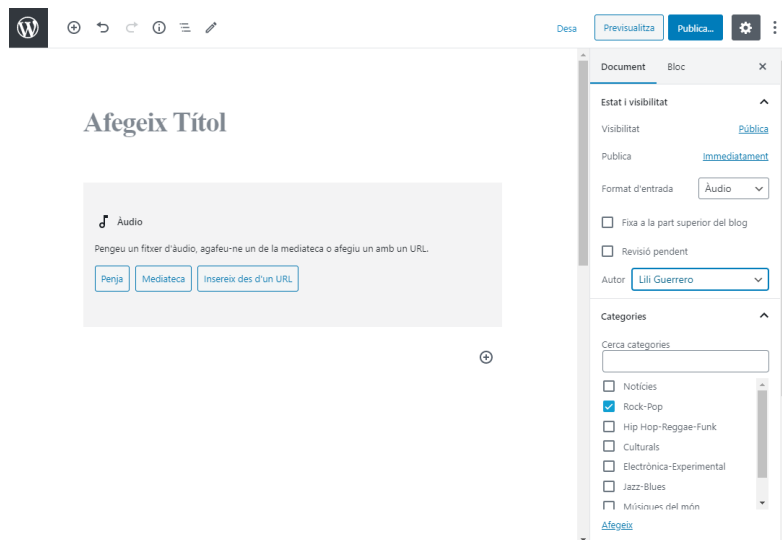 Desa
Previsualitza
Publica...
Document
Bloc
Estat i visibilitat
Visibilitat
Pública
Publica
Immediatament
Format d'entrada
Àudio
Fixa a la part superior del blog
Revisió pendent
Autor
Lili Guerrero
Categories
Cerca categories
Notícies
Rock-Pop
Hip Hop-Reggae-Funk
Culturals
Electrònica-Experimental
Jazz-Blues
Músiques del món
Afegeix
Afegeix Títol
Àudio
Pengeu un fitxer d'àudio, agafeu-ne un de la mediateca o afegiu un amb un URL.
Penja
Mediateca
Insereix des d'un URL